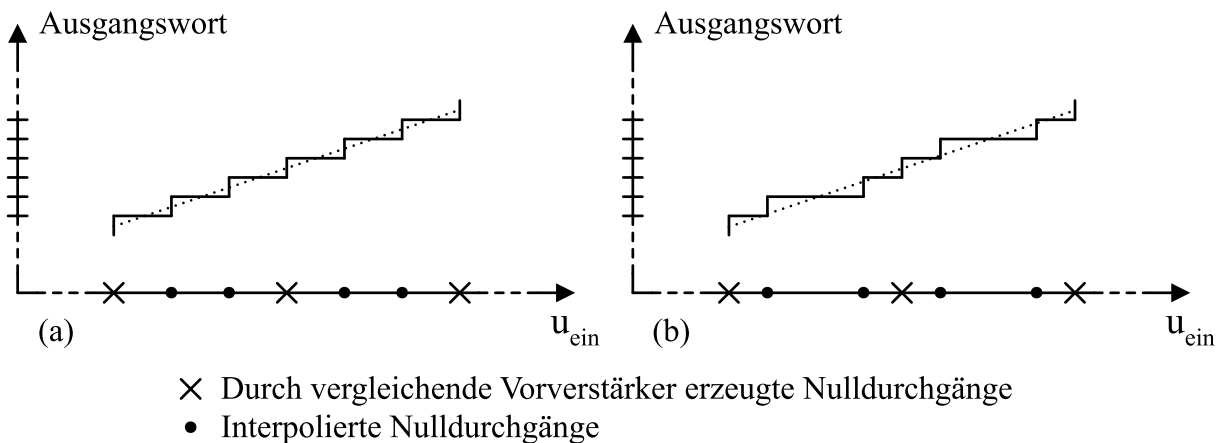 Ausgangswort
Ausgangswort
(a)
u_ein
(b)
u_ein
Durch vergleichende Vorverstärker erzeugte Nulldurchgänge
Interpolierte Nulldurchgänge